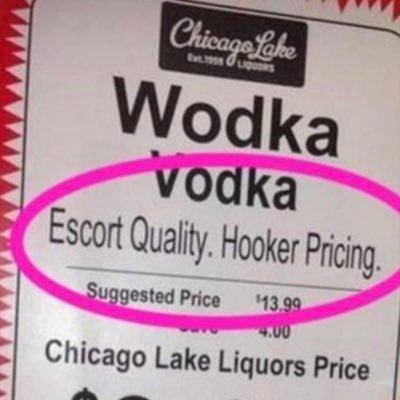 Chicago Lake
Est. 1959 LIQUORS
Wodka
Vodka
Escort Quality. Hooker Pricing.
Suggested Price $13.99
4.00
Chicago Lake Liquors Price